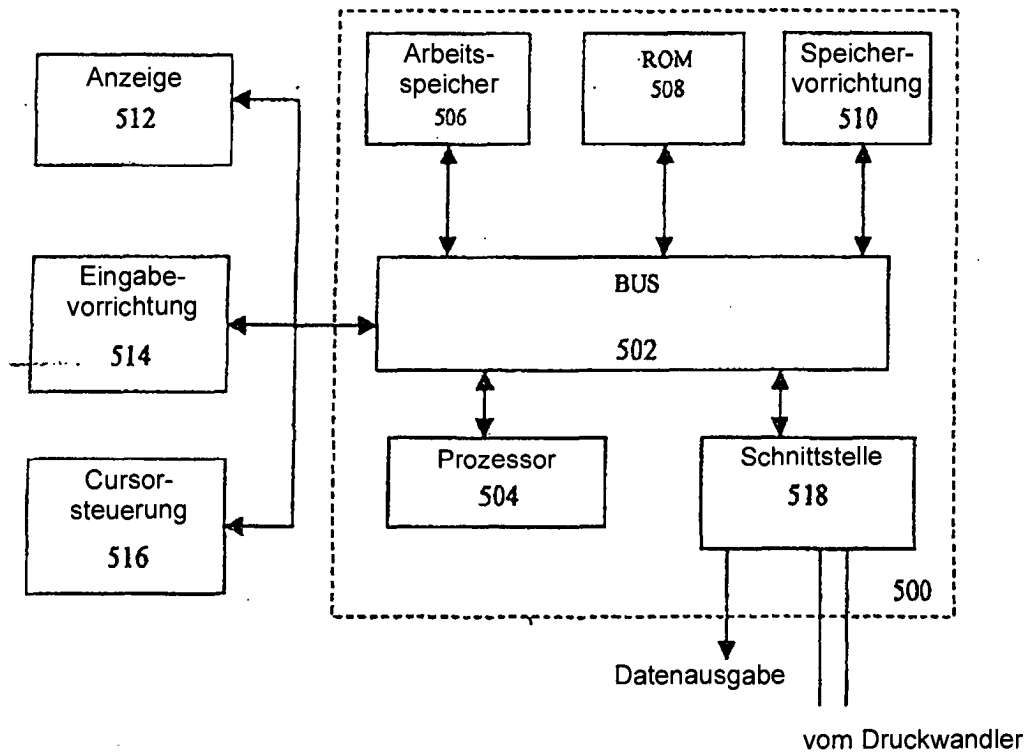 Anzeige
512
Eingabe-
vorrichtung
514
Cursor-
steuerung
516
Arbeits-
speicher
506
ROM
508
Speicher-
vorrichtung
510
BUS
502
Prozessor
504
Schnittstelle
518
500
Datenausgabe
vom Druckwandler